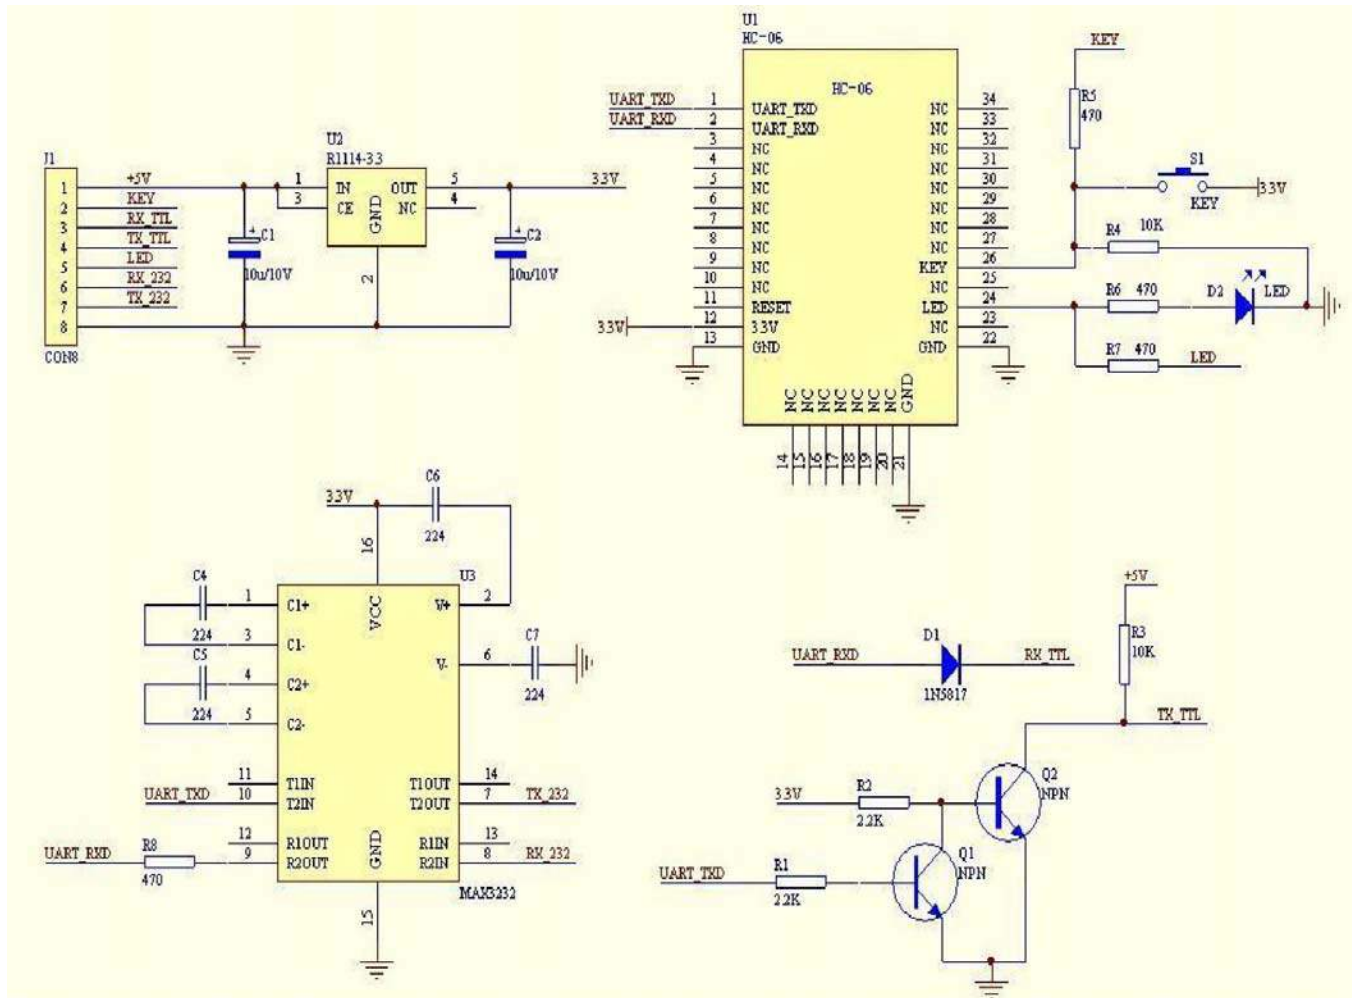 J1
1
2
3
4
5
6
7
8
CON8
+5V
KEY
RX_TTL
TX_TTL
LED
RX_232
TX_232
+
C1
10u/10V
U2
R1114-3.3
1
3
IN
CE
GND
OUT
NC
5
4
2
3.3V
+
C2
10u/10V
U1
HC-06
HC-06
UART_TXD
UART_RXD
1
2
3
4
5
6
7
8
9
10
11
12
13
UART_TXD
UART_RXD
NC
NC
NC
NC
NC
NC
NC
NC
RESET
3.3V
GND
3.3V
NC
NC
NC
NC
NC
NC
NC
NC
KEY
NC
LED
NC
GND
34
33
32
31
30
29
28
27
26
25
24
23
22
NC
NC
NC
NC
NC
NC
NC
GND
14
15
16
17
18
19
20
21
KEY
R5
470
S1
KEY
3.3V
R4
10K
R6
470
D2
LED
R7
470
LED
3.3V
C6
224
16
U3
C4
224
C5
224
1
3
4
5
C1+
C1-
C2+
C2-
VCC
V+
V-
2
6
C7
224
UART_TXD
11
10
T1IN
T2IN
T1OUT
T2OUT
14
7
TX_232
UART_RXD
R8
470
12
9
R1OUT
R2OUT
GND
R1IN
R2IN
13
8
RX_232
MAX3232
15
UART_RXD
D1
1N5817
RX_TTL
+5V
R3
10K
TX_TTL
Q2
NPN
3.3V
R2
2.2K
Q1
NPN
UART_TXD
R1
2.2K